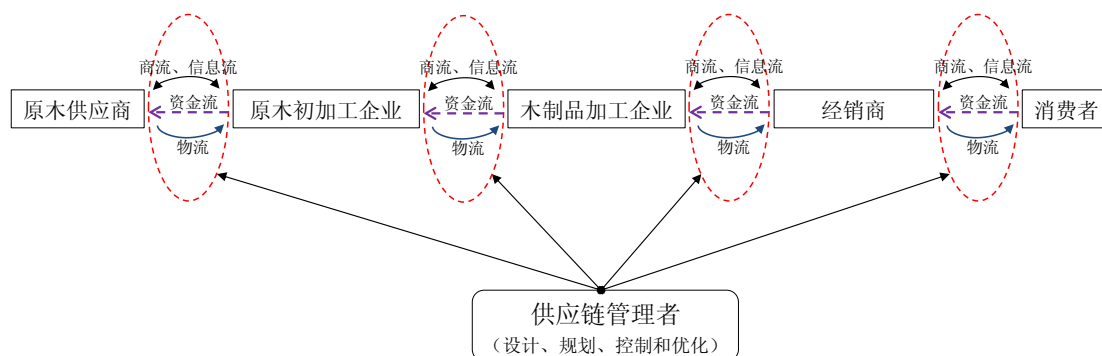 商流、信息流
商流、信息流
商流、信息流
商流、信息流
原木供应商
资金流
原木初加工企业
资金流
木制品加工企业
资金流
经销商
资金流
消费者
物流
物流
物流
物流
供应链管理者
（设计、规划、控制和优化）